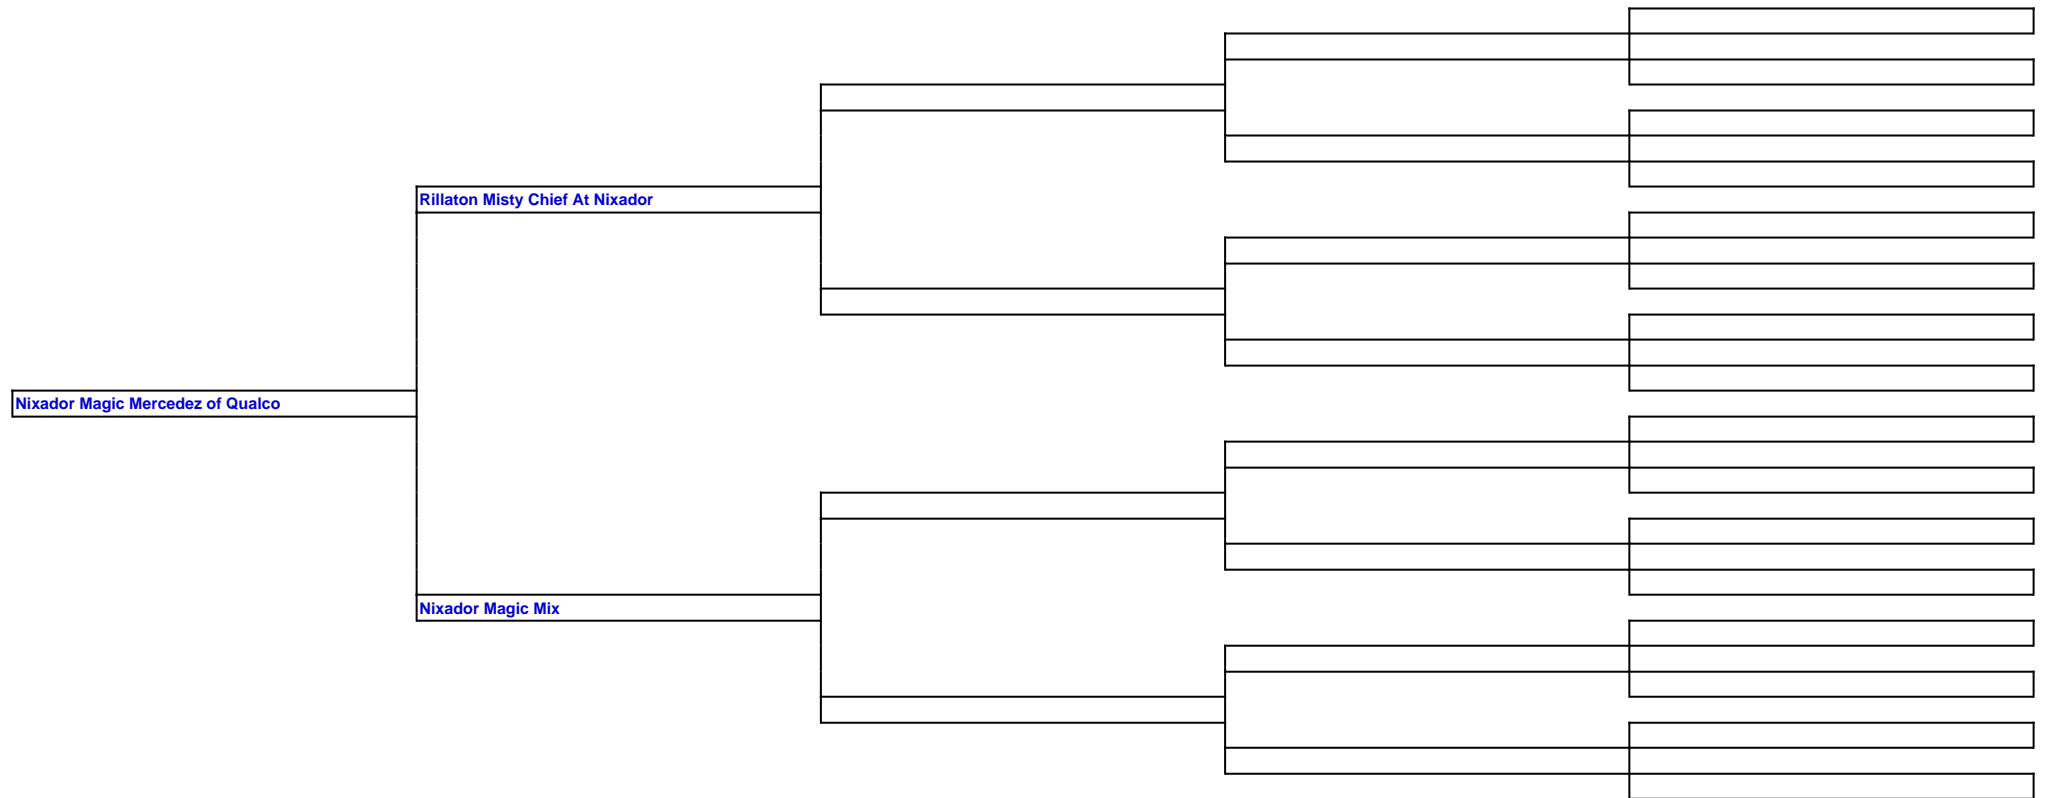 Rillaton Misty Chief At Nixador
Nixador Magic Mercedez of Qualco
Nixador Magic Mix